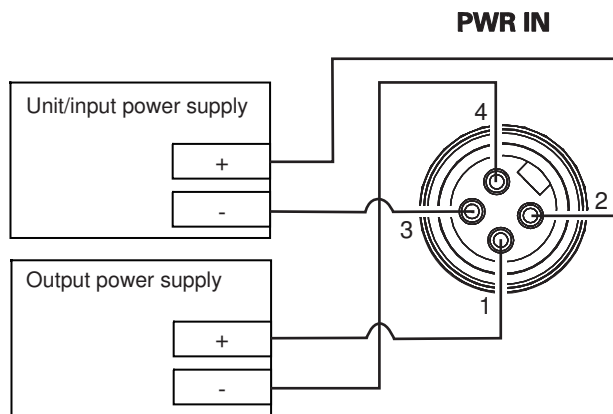 PWR IN
Unit/input power supply
+
-
4
2
3
1
Output power supply
+
-